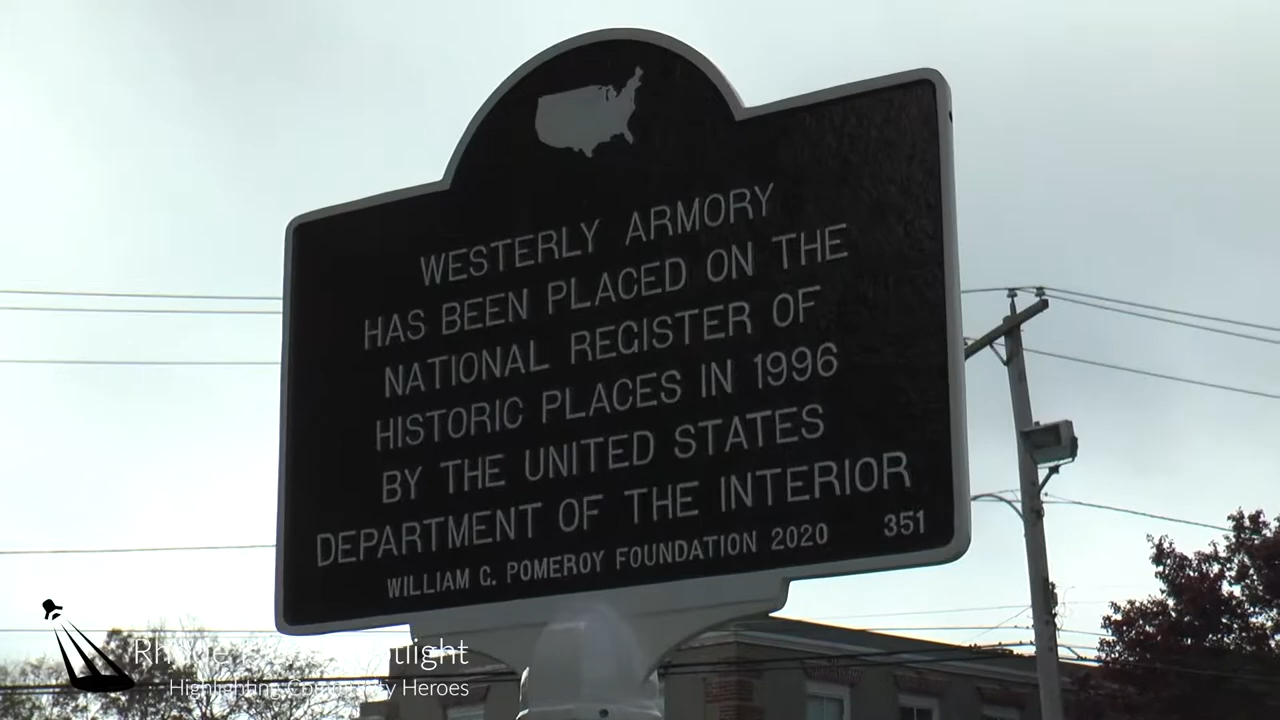 WESTERLY ARMORY
HAS BEEN PLACED ON THE
NATIONAL REGISTER OF
HISTORIC PLACES IN 1996
BY THE UNITED STATES
DEPARTMENT OF THE INTERIOR
WILLIAM G. POMEROY FOUNDATION 2020 351
Highlighting Community Heroes